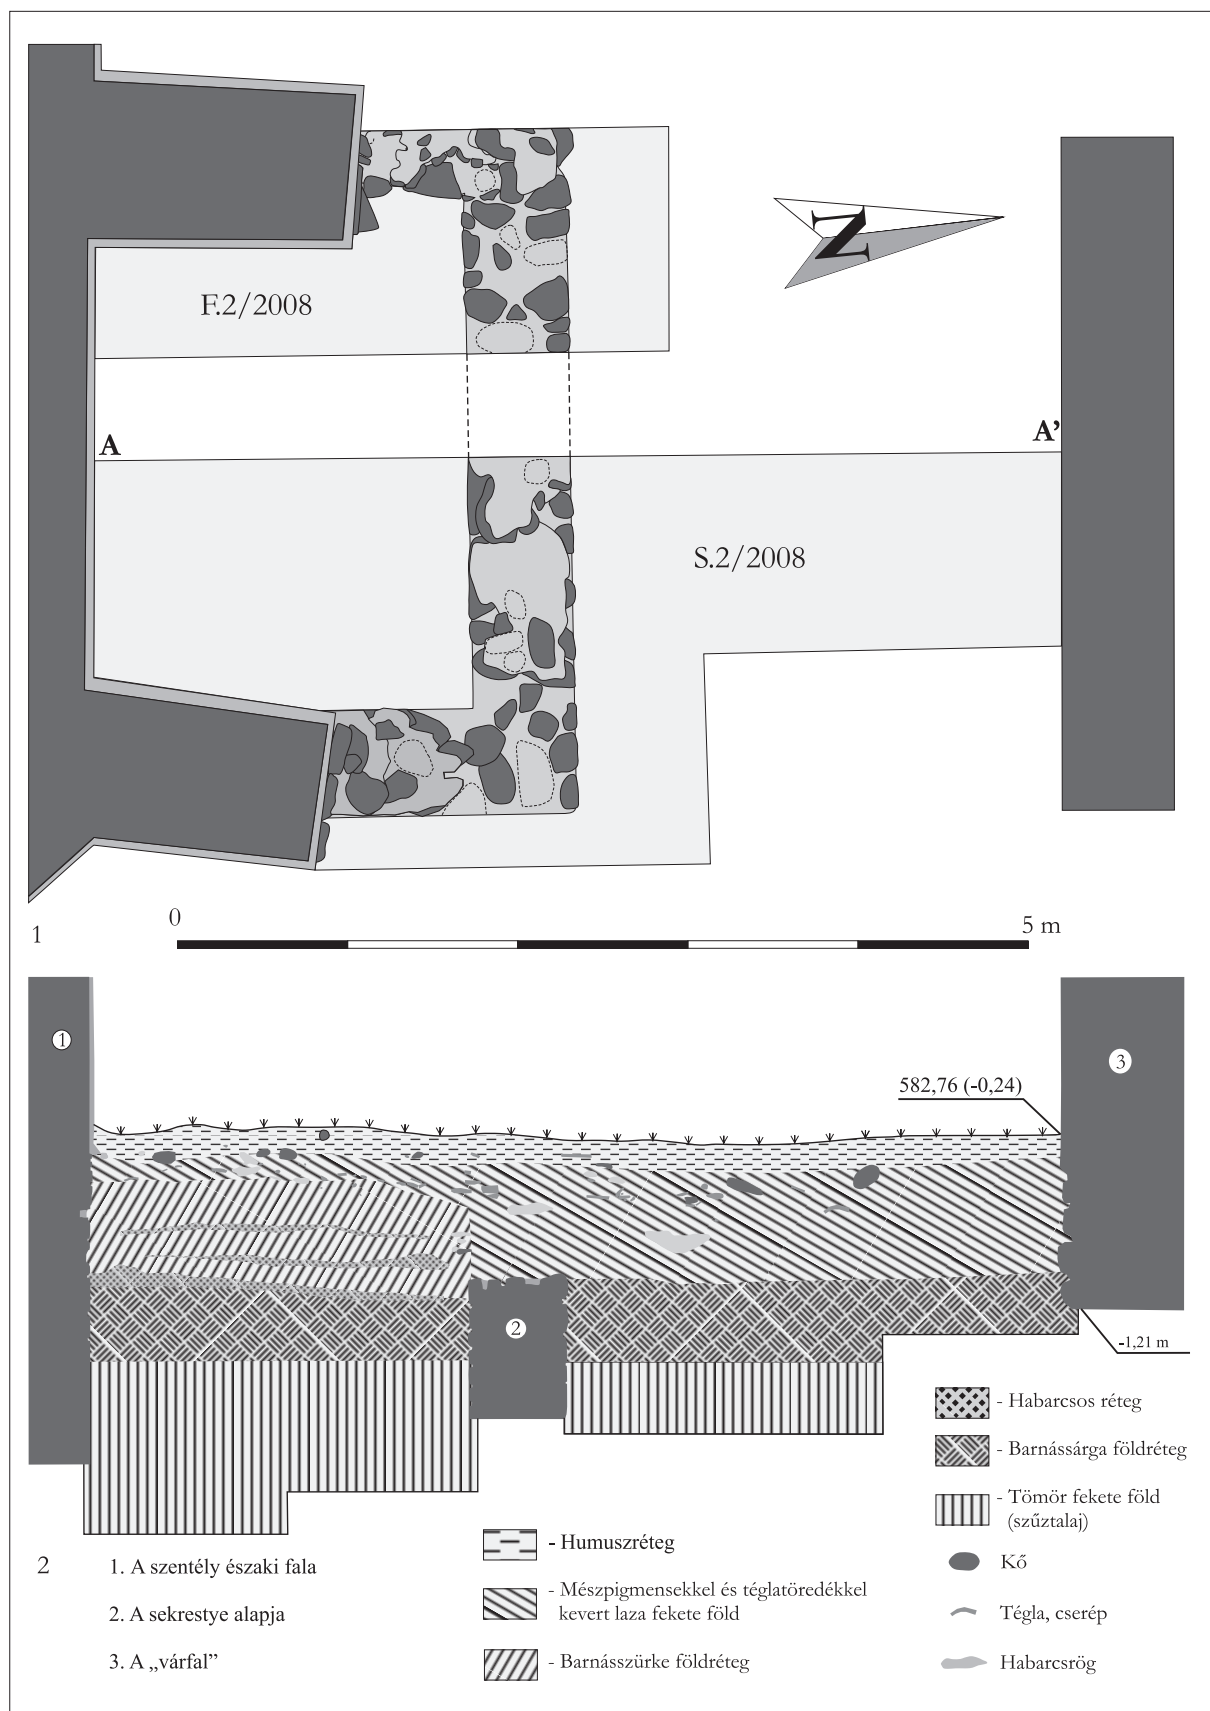 N
F.2/2008
A
A’
S.2/2008
1
0
5 m
1
3
582,76 (-0,24)
2
-1,21 m
- Habarcsos réteg
- Barnássárga földréteg
- Tömör fekete föld
(szűztalaj)
Kő
Tégla, cserép
Habarcsrög
- Humuszréteg
- Mészpigmensekkel és téglatöredékkel
kevert laza fekete föld
- Barnásszürke földréteg
2
1. A szentély északi fala
2. A sekrestye alapja
3. A „várfal”